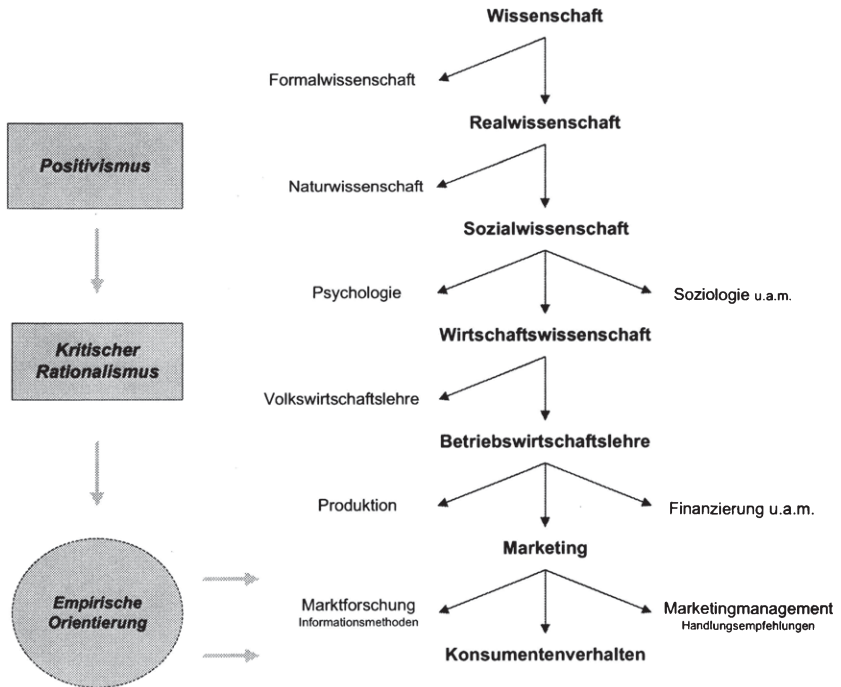 Wissenschaft
Formalwissenschaft
Realwissenschaft
Positivismus
Naturwissenschaft
Sozialwissenschaft
Psychologie
Soziologie u.a.m.
Wirtschaftswissenschaft
Kritischer
Rationalismus
Volkswirtschaftslehre
Betriebswirtschaftslehre
Produktion
Finanzierung u.a.m.
Marketing
Empirische
Orientierung
Marktforschung
Informationsmethoden
Marketingmanagement
Handlungsempfehlungen
Konsumentenverhalten